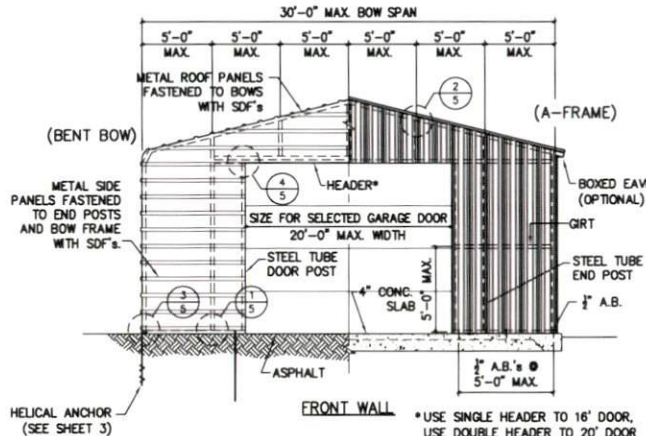 30'-0" MAX. BOW SPAN
5'-0" MAX.
5'-0" MAX.
5'-0" MAX.
5'-0" MAX.
5'-0" MAX.
5'-0" MAX.
METAL ROOF PANELS
FASTENED TO BOWS
WITH SDF's
2
5
(BENT BOW)
(A-FRAME)
4
5
HEADER*
BOXED EAV
(OPTIONAL)
METAL SIDE
PANELS FASTENED
TO END POSTS
AND BOW FRAME
WITH SDF's.
SIZE FOR SELECTED GARAGE DOOR
20'-0" MAX. WIDTH
GIRT
STEEL TUBE
DOOR POST
STEEL TUBE
END POST
5'-0" MAX.
3
5
1
5
4" CONC.
SLAB
½" A.B.
ASPHALT
½" A.B.'s @
5'-0" MAX.
HELICAL ANCHOR
(SEE SHEET 3)
FRONT WALL
*USE SINGLE HEADER TO 16' DOOR,
USE DOUBLE HEADER TO 20' DOOR